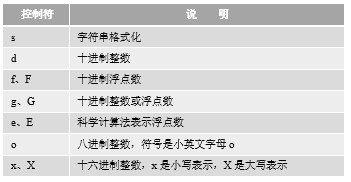 控制符 说 明
s 字符串格式化
d 十进制整数
f、F 十进制浮点数
g、G 十进制整数或浮点数
e、E 科学计算法表示浮点数
o 八进制整数，符号是小英文字母o
x、X 十六进制整数，x是小写表示，X是大写表示